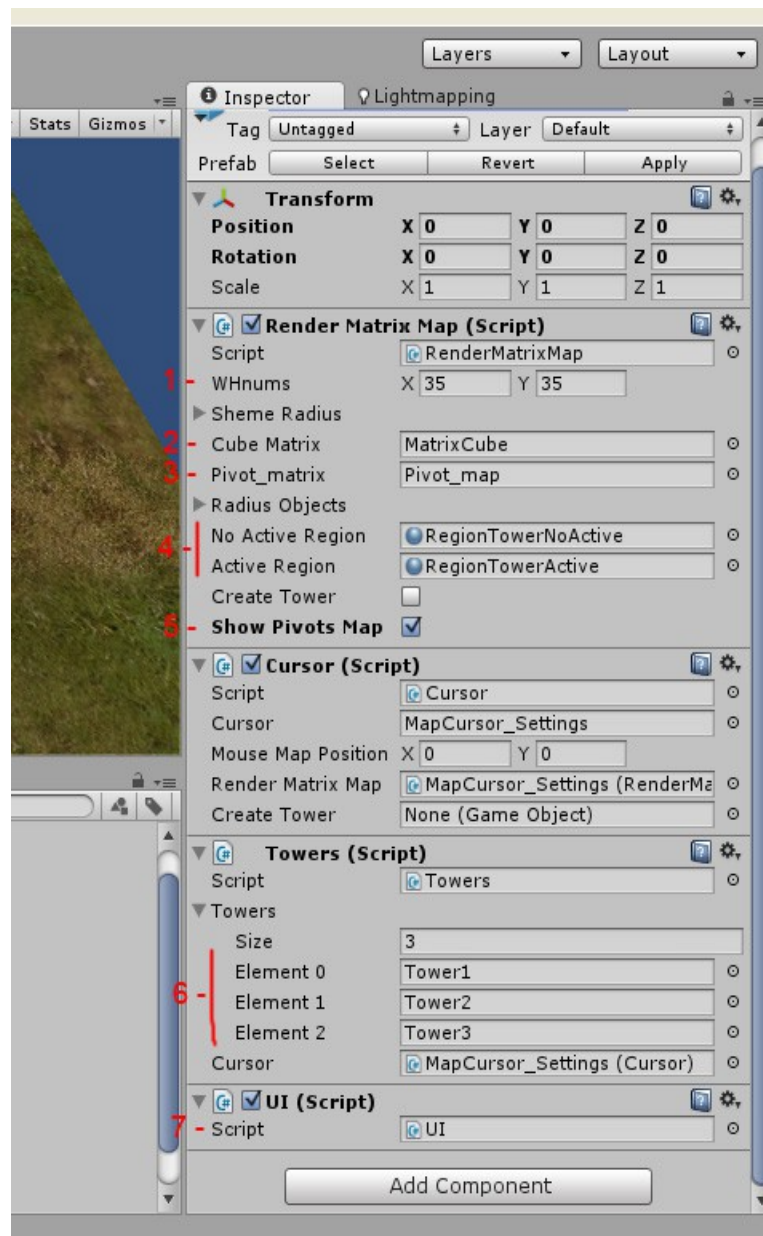 Layers Layout
Inspector Lightmapping
Stats Gizmos Tag Untagged Layer Default
Prefab Select Revert Apply
Transform
Position X 0 Y 0 Z 0
Rotation X 0 Y 0 Z 0
Scale X 1 Y 1 Z 1
Render Matrix Map (Script)
Script RenderMatrixMap
1 - WHnums X 35 Y 35
Sheme Radius
2 - Cube Matrix MatrixCube
3 - Pivot_matrix Pivot_map
Radius Objects
4 - No Active Region RegionTowerNoActive
Active Region RegionTowerActive
Create Tower
5 - Show Pivots Map
Cursor (Script)
Script Cursor
Cursor MapCursor_Settings
Mouse Map Position X 0 Y 0
Render Matrix Map MapCursor_Settings (RenderMa
Create Tower None (Game Object)
Towers (Script)
Script Towers
Towers
Size 3
Element 0 Tower1
6 - Element 1 Tower2
Element 2 Tower3
Cursor MapCursor_Settings (Cursor)
UI (Script)
7 - Script UI
Add Component